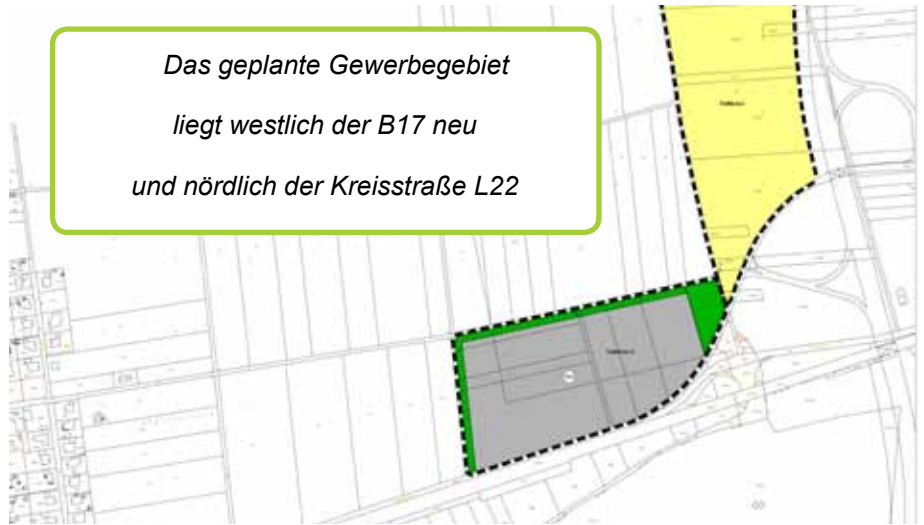 Das geplante Gewerbegebiet
liegt westlich der B17 neu
und nördlich der Kreisstraße L22